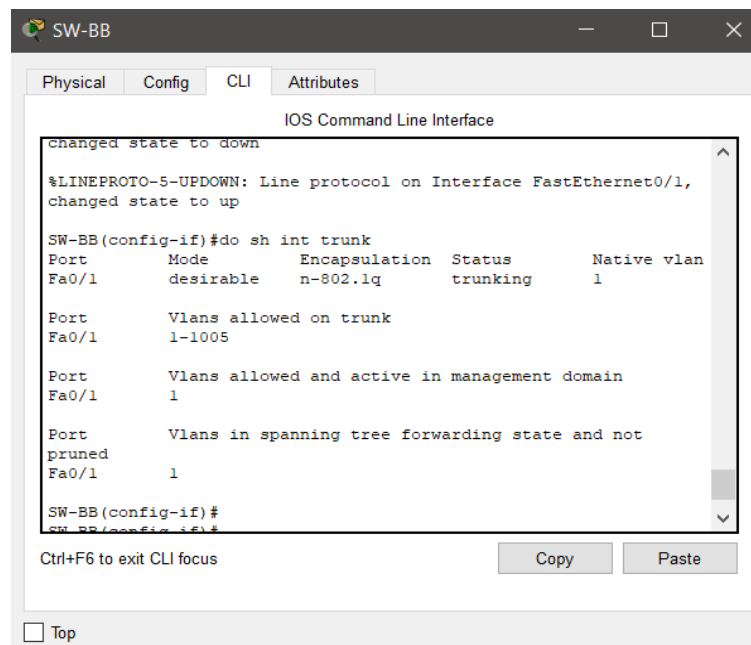 SW-BB
Physical Config CLI Attributes
IOS Command Line Interface
changed state to down
%LINEPROTO-5-UPDOWN: Line protocol on Interface FastEthernet0/1,
changed state to up
SW-BB(config-if)#do sh int trunk
Port Mode Encapsulation Status Native vlan
Fa0/1 desirable n-802.1q trunking 1
Port Vlans allowed on trunk
Fa0/1 1-1005
Port Vlans allowed and active in management domain
Fa0/1 1
Port Vlans in spanning tree forwarding state and not
pruned
Fa0/1 1
SW-BB(config-if)#
SW-BB(config-if)#
Ctrl+F6 to exit CLI focus Copy Paste
Top